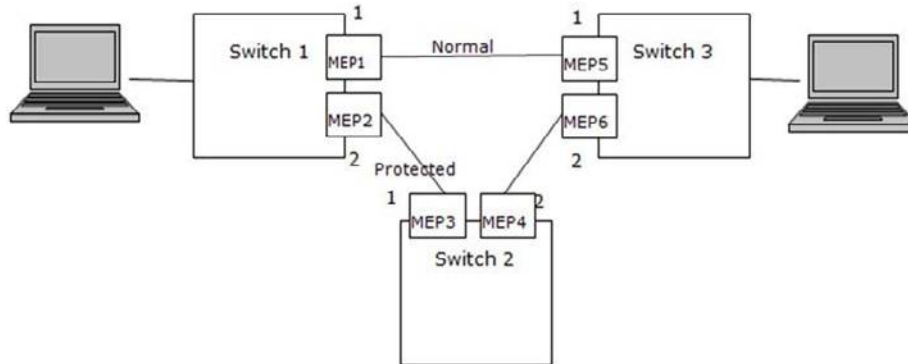 1
1
Normal
Switch 1
Switch 3
MEP1
MEP5
MEP2
MEP6
2
2
Protected
1
2
MEP3
MEP4
Switch 2